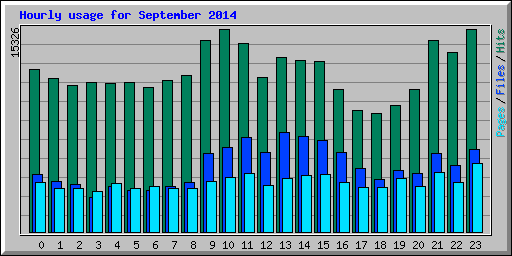 Hourly usage for September 2014
15326
Pages/Files/Hits
0 1 2 3 4 5 6 7 8 9 10 11 12 13 14 15 16 17 18 19 20 21 22 23